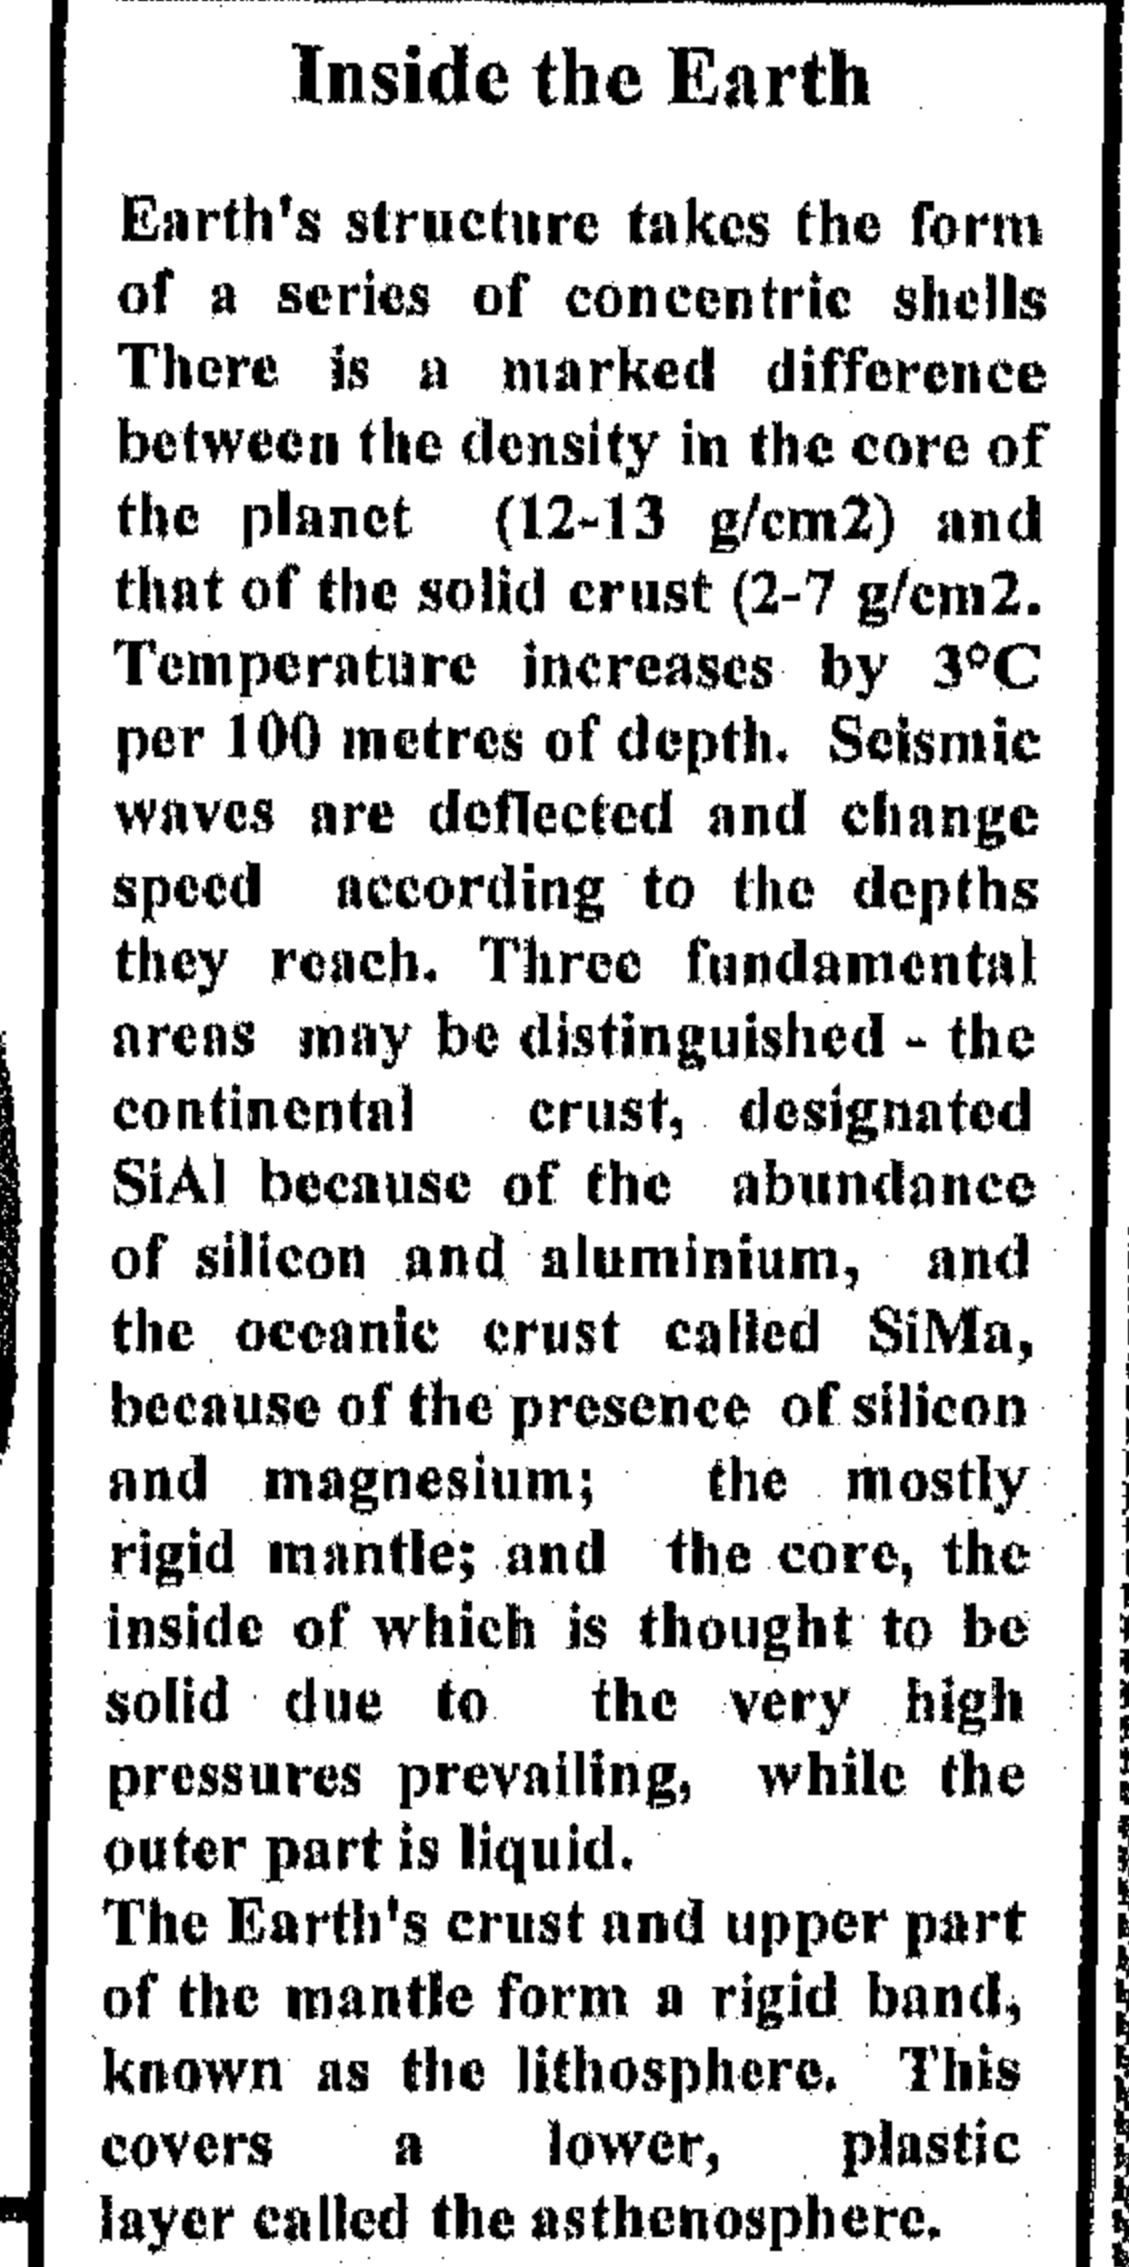 Inside the Earth
Earth's structure takes the form
of a series of concentric shells
There is a marked difference
between the density in the core of
the planet (12-13 g/cm2) and
that of the solid crust (2-7 g/cm2.
Temperature increases by 3°C
per 100 metres of depth. Seismic
waves are deflected and change
speed according to the depths
they reach. Three fundamental
areas may be distinguished - the
continental crust, designated
SiAl because of the abundance
of silicon and aluminium, and
the oceanic crust called SiMa,
because of the presence of silicon
and magnesium; the mostly
rigid mantle; and the core, the
inside of which is thought to be
solid due to the very high
pressures prevailing, while the
outer part is liquid.
The Earth's crust and upper part
of the mantle form a rigid band,
known as the lithosphere. This
covers a lower, plastic
layer called the asthenosphere.